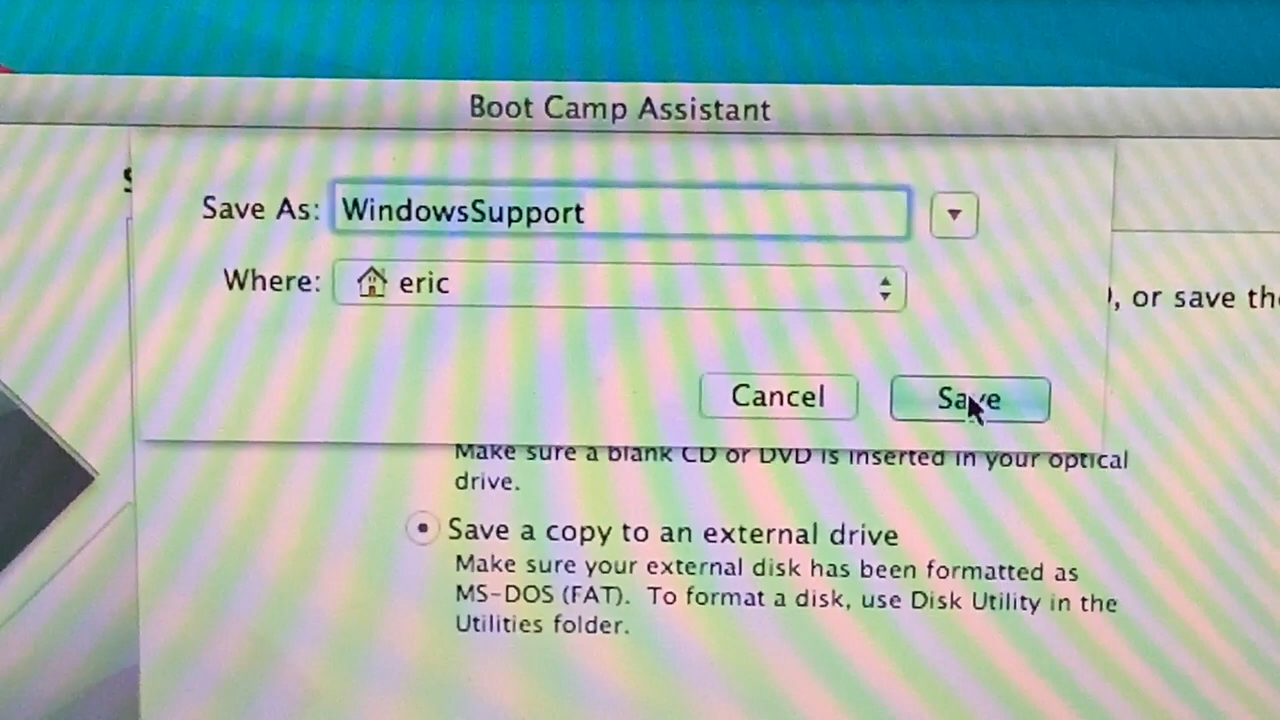 Boot Camp Assistant
Save As: WindowsSupport
Where: eric
, or save the
Cancel Save
Make sure a blank CD or DVD is inserted in your optical
drive.
Save a copy to an external drive
Make sure your external disk has been formatted as
MS-DOS (FAT). To format a disk, use Disk Utility in the
Utilities folder.